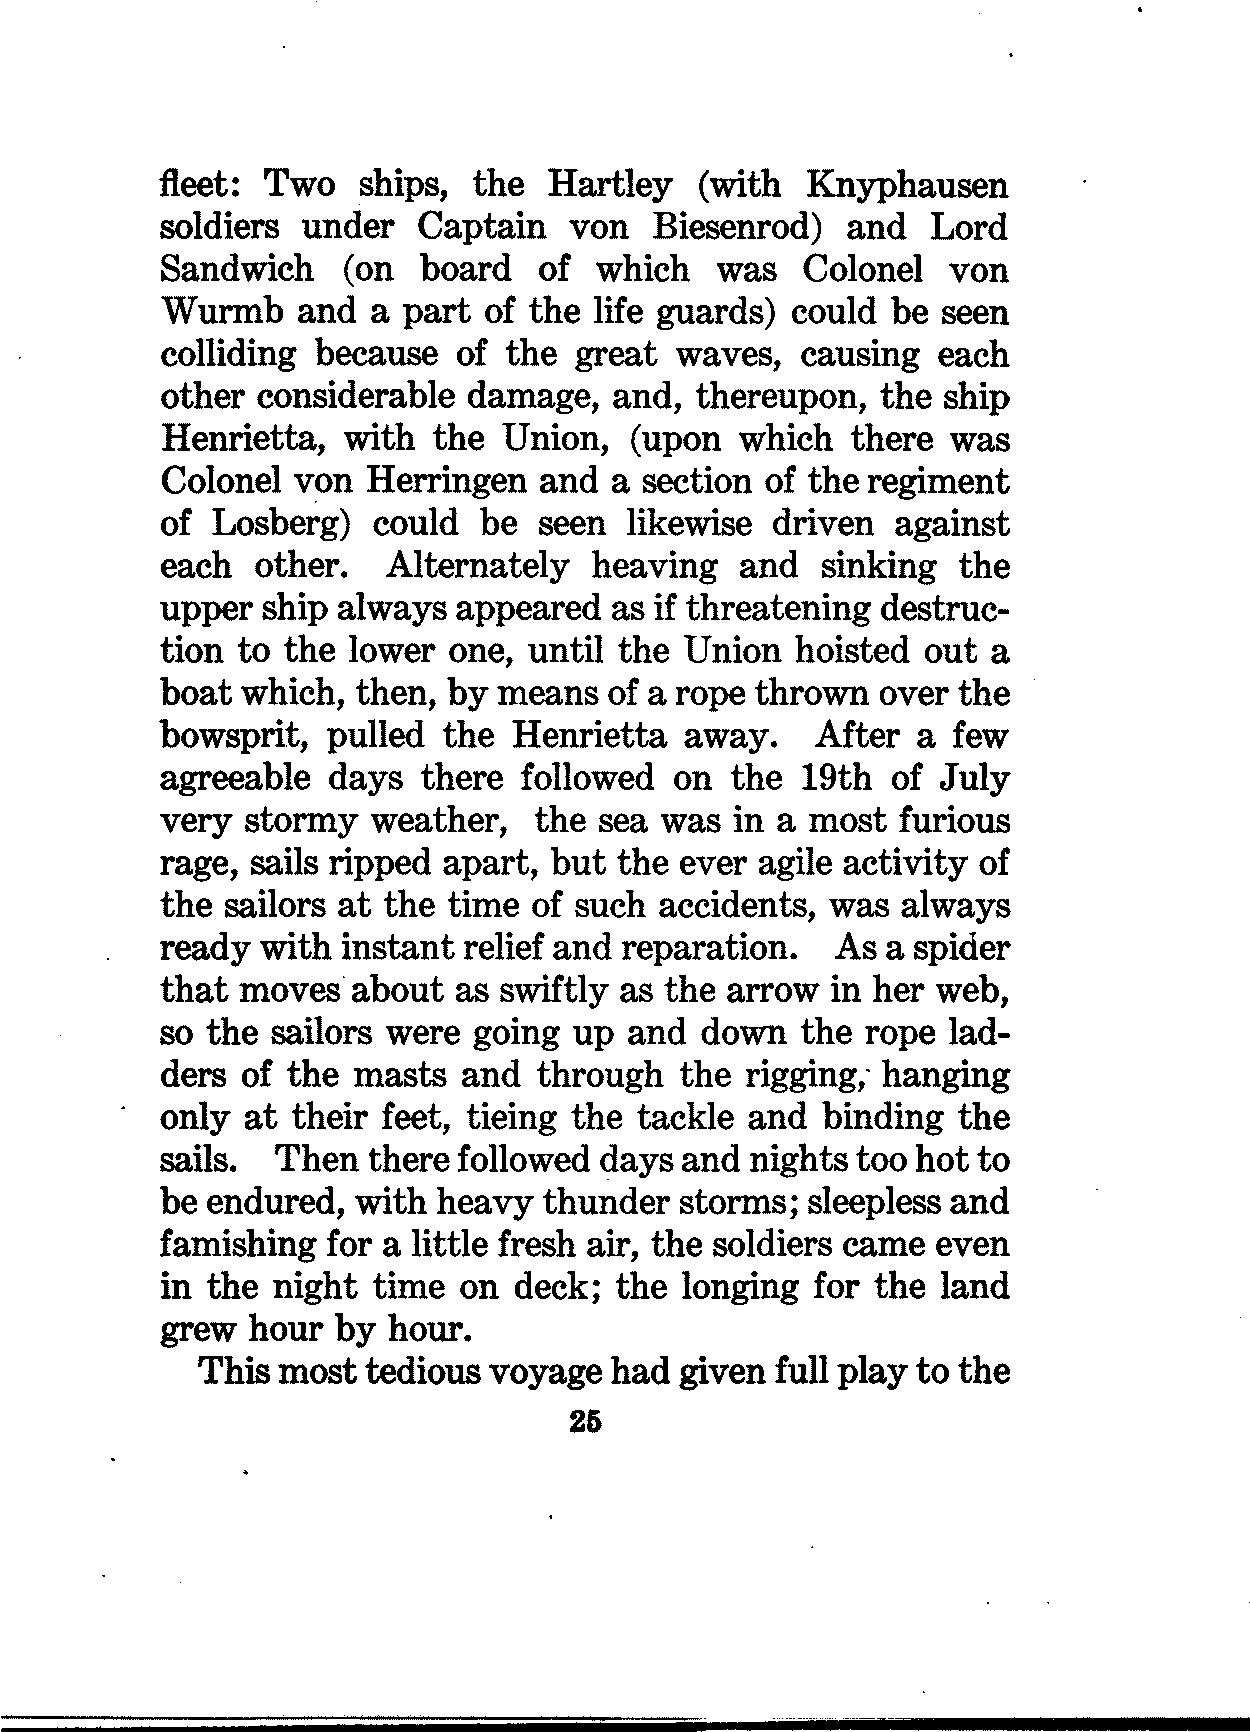 fleet: Two ships, the Hartley (with Knyphausen
soldiers under Captain von Biesenrod) and Lord
Sandwich (on board of which was Colonel von
Wurmb and a part of the life guards) could be seen
colliding because of the great waves, causing each
other considerable damage, and, thereupon, the ship
Henrietta, with the Union, (upon which there was
Colonel von Herringen and a section of the regiment
of Losberg) could be seen likewise driven against
each other. Alternately heaving and sinking the
upper ship always appeared as if threatening destruc-
tion to the lower one, until the Union hoisted out a
boat which, then, by means of a rope thrown over the
bowsprit, pulled the Henrietta away. After a few
agreeable days there followed on the 19th of July
very stormy weather, the sea was in a most furious
rage, sails ripped apart, but the ever agile activity of
the sailors at the time of such accidents, was always
ready with instant relief and reparation. As a spider
that moves about as swiftly as the arrow in her web,
so the sailors were going up and down the rope lad-
ders of the masts and through the rigging, hanging
only at their feet, tieing the tackle and binding the
sails. Then there followed days and nights too hot to
be endured, with heavy thunder storms; sleepless and
famishing for a little fresh air, the soldiers came even
in the night time on deck; the longing for the land
grew hour by hour.
This most tedious voyage had given full play to the
25